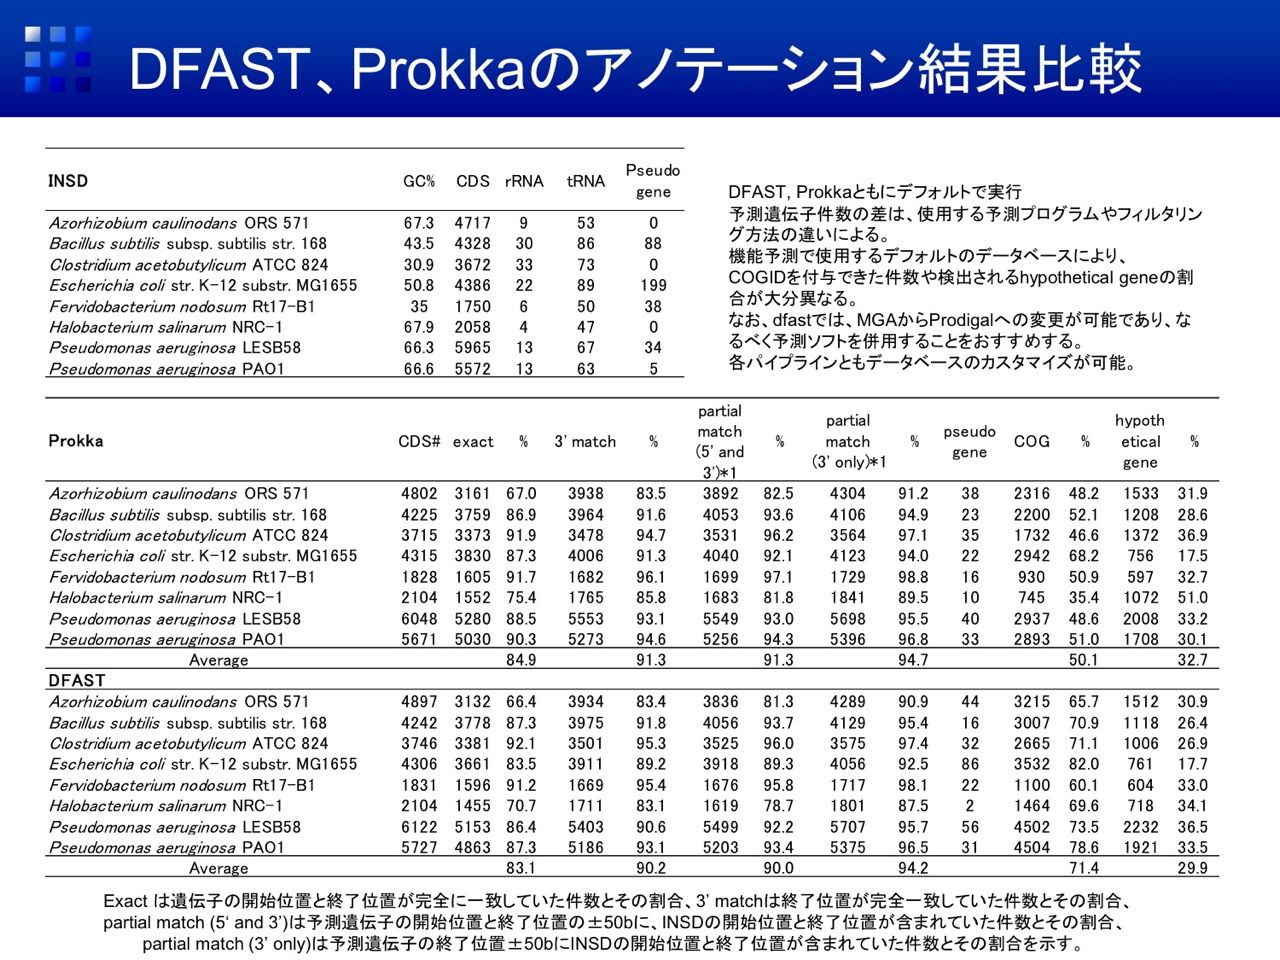 DFAST、Prokkaのアノテーション結果比較
INSD GC% CDS rRNA tRNA Pseudo gene
Azorhizobium caulinodans ORS 571 67.3 4717 9 53 0
Bacillus subtilis subsp. subtilis str. 168 43.5 4328 30 86 88
Clostridium acetobutylicum ATCC 824 30.9 3672 33 73 0
Escherichia coli str. K-12 substr. MG1655 50.8 4386 22 89 199
Fervidobacterium nodosum Rt17-B1 35 1750 6 50 38
Halobacterium salinarum NRC-1 67.9 2058 4 47 0
Pseudomonas aeruginosa LESB58 66.3 5965 13 67 34
Pseudomonas aeruginosa PAO1 66.6 5572 13 63 5
DFAST, Prokkaともにデフォルトで実行
予測遺伝子件数の差は、使用する予測プログラムやフィルタリン
グ方法の違いによる。
機能予測で使用するデフォルトのデータベースにより、
COGIDを付与できた件数や検出されるhypothetical geneの割
合が大分異なる。
なお、dfastでは、MGAからProdigalへの変更が可能であり、な
るべく予測ソフトを併用することをおすすめする。
各パイプラインともデータベースのカスタマイズが可能。
Prokka CDS# exact % 3' match % partial match (5' and 3')*1 % partial match (3' only)*1 % pseudo gene COG % hypoth etical gene %
Azorhizobium caulinodans ORS 571 4802 3161 67.0 3938 83.5 3892 82.5 4304 91.2 38 2316 48.2 1533 31.9
Bacillus subtilis subsp. subtilis str. 168 4225 3759 86.9 3964 91.6 4053 93.6 4106 94.9 23 2200 52.1 1208 28.6
Clostridium acetobutylicum ATCC 824 3715 3373 91.9 3478 94.7 3531 96.2 3564 97.1 35 1732 46.6 1372 36.9
Escherichia coli str. K-12 substr. MG1655 4315 3830 87.3 4006 91.3 4040 92.1 4123 94.0 22 2942 68.2 756 17.5
Fervidobacterium nodosum Rt17-B1 1828 1605 91.7 1682 96.1 1699 97.1 1729 98.8 16 930 50.9 597 32.7
Halobacterium salinarum NRC-1 2104 1552 75.4 1765 85.8 1683 81.8 1841 89.5 10 745 35.4 1072 51.0
Pseudomonas aeruginosa LESB58 6048 5280 88.5 5553 93.1 5549 93.0 5698 95.5 40 2937 48.6 2008 33.2
Pseudomonas aeruginosa PAO1 5671 5030 90.3 5273 94.6 5256 94.3 5396 96.8 33 2893 51.0 1708 30.1
Average 84.9 91.3 91.3 94.7 50.1 32.7
DFAST
Azorhizobium caulinodans ORS 571 4897 3132 66.4 3934 83.4 3836 81.3 4289 90.9 44 3215 65.7 1512 30.9
Bacillus subtilis subsp. subtilis str. 168 4242 3778 87.3 3975 91.8 4056 93.7 4129 95.4 16 3007 70.9 1118 26.4
Clostridium acetobutylicum ATCC 824 3746 3381 92.1 3501 95.3 3525 96.0 3575 97.4 32 2665 71.1 1006 26.9
Escherichia coli str. K-12 substr. MG1655 4306 3661 83.5 3911 89.2 3918 89.3 4056 92.5 86 3532 82.0 761 17.7
Fervidobacterium nodosum Rt17-B1 1831 1596 91.2 1669 95.4 1676 95.8 1717 98.1 22 1100 60.1 604 33.0
Halobacterium salinarum NRC-1 2104 1455 70.7 1711 83.1 1619 78.7 1801 87.5 2 1464 69.6 718 34.1
Pseudomonas aeruginosa LESB58 6122 5153 86.4 5403 90.6 5499 92.2 5707 95.7 56 4502 73.5 2232 36.5
Pseudomonas aeruginosa PAO1 5727 4863 87.3 5186 93.1 5203 93.4 5375 96.5 31 4504 78.6 1921 33.5
Average 83.1 90.2 90.0 94.2 71.4 29.9
Exact は遺伝子の開始位置と終了位置が完全に一致していた件数とその割合、3' matchは終了位置が完全一致していた件数とその割合、
partial match (5‘ and 3’)は予測遺伝子の開始位置と終了位置の±50bに、INSDの開始位置と終了位置が含まれていた件数とその割合、
partial match (3’ only)は予測遺伝子の終了位置±50bにINSDの開始位置と終了位置が含まれていた件数とその割合を示す。